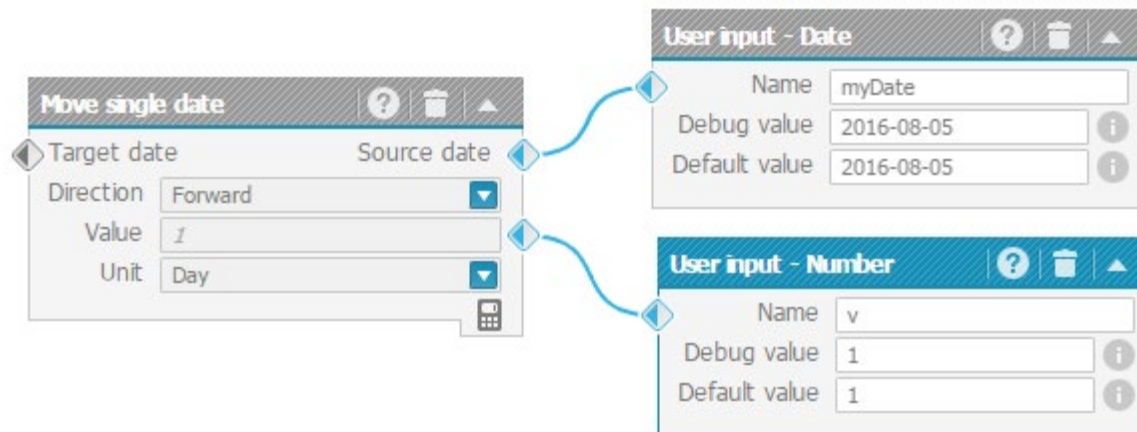 Move single date
Target date Source date
Direction Forward
Value 1
Unit Day
User input - Date
Name myDate
Debug value 2016-08-05
Default value 2016-08-05
User input - Number
Name v
Debug value 1
Default value 1